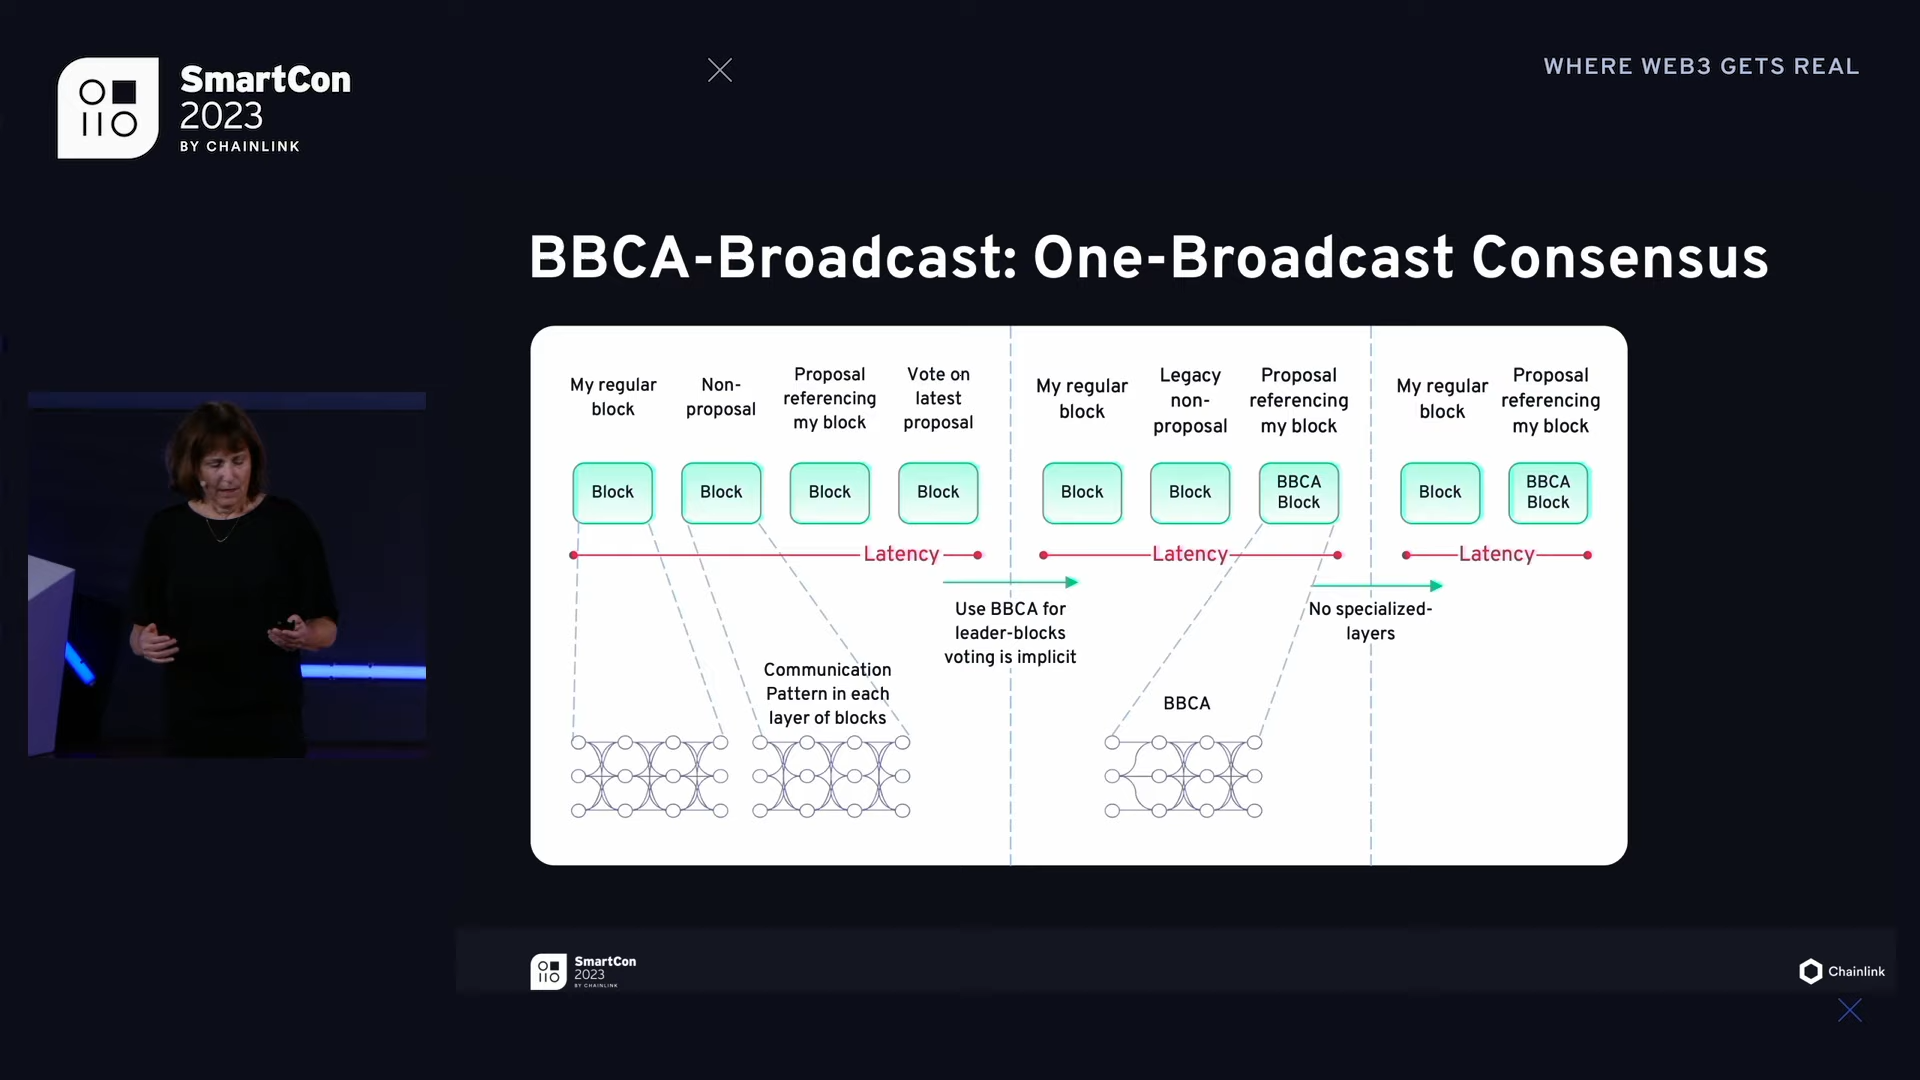 SmartCon
2023
BY CHAINLINK
WHERE WEB3 GETS REAL
BBCA-Broadcast: One-Broadcast Consensus
My regular
block
Non-
proposal
Proposal
referencing
my block
Vote on
latest
proposal
My regular
block
Legacy
non-
proposal
Proposal
referencing
my block
My regular
block
Proposal
referencing
my block
Block
Block
Block
Block
Block
Block
BBCA
Block
Block
BBCA
Block
Latency
Latency
Latency
Use BBCA for
leader-blocks
voting is implicit
No specialized-
layers
Communication
Pattern in each
layer of blocks
BBCA
SmartCon
2023
BY CHAINLINK
Chainlink